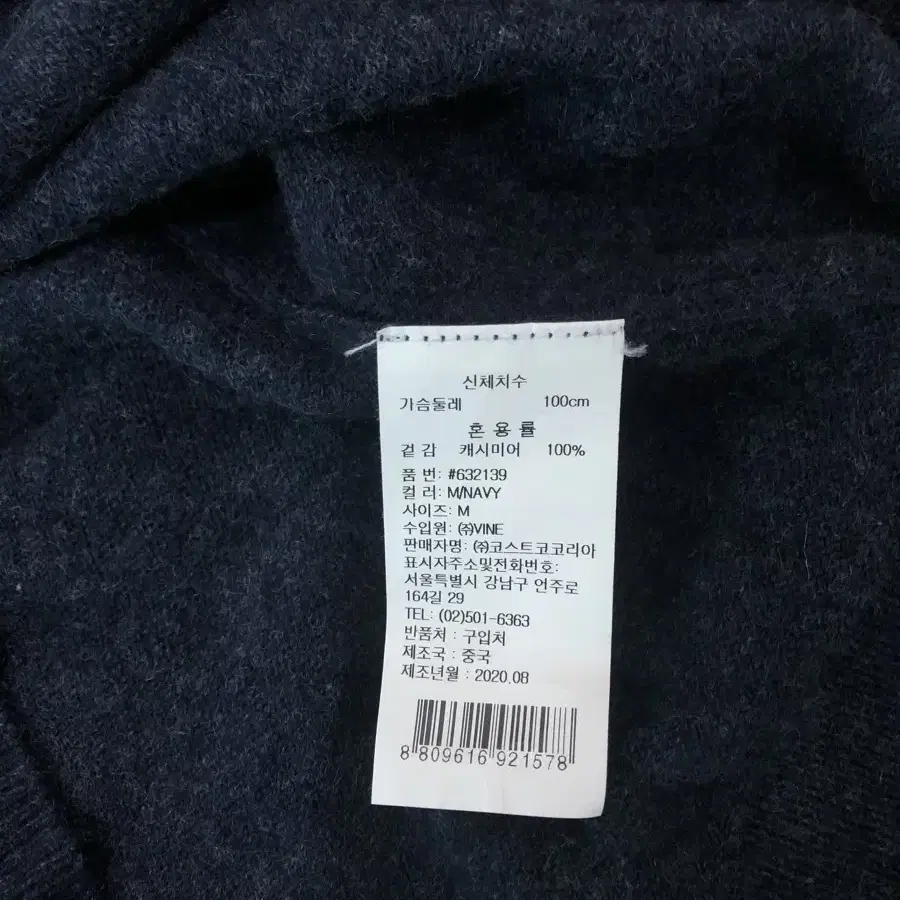 신체치수
가슴둘레 100cm
혼 용 률
겉 감 캐시미어 100%
품 번: #632139
컬 러: M/NAVY
사이즈: M
수입원: ㈜VINE
판매자명: ㈜코스트코코리아
표시자주소및전화번호:
서울특별시 강남구 언주로
164길 29
TEL: (02)501-6363
반품처 : 구입처
제조국 : 중국
제조년월 : 2020.08
8 809616 921578